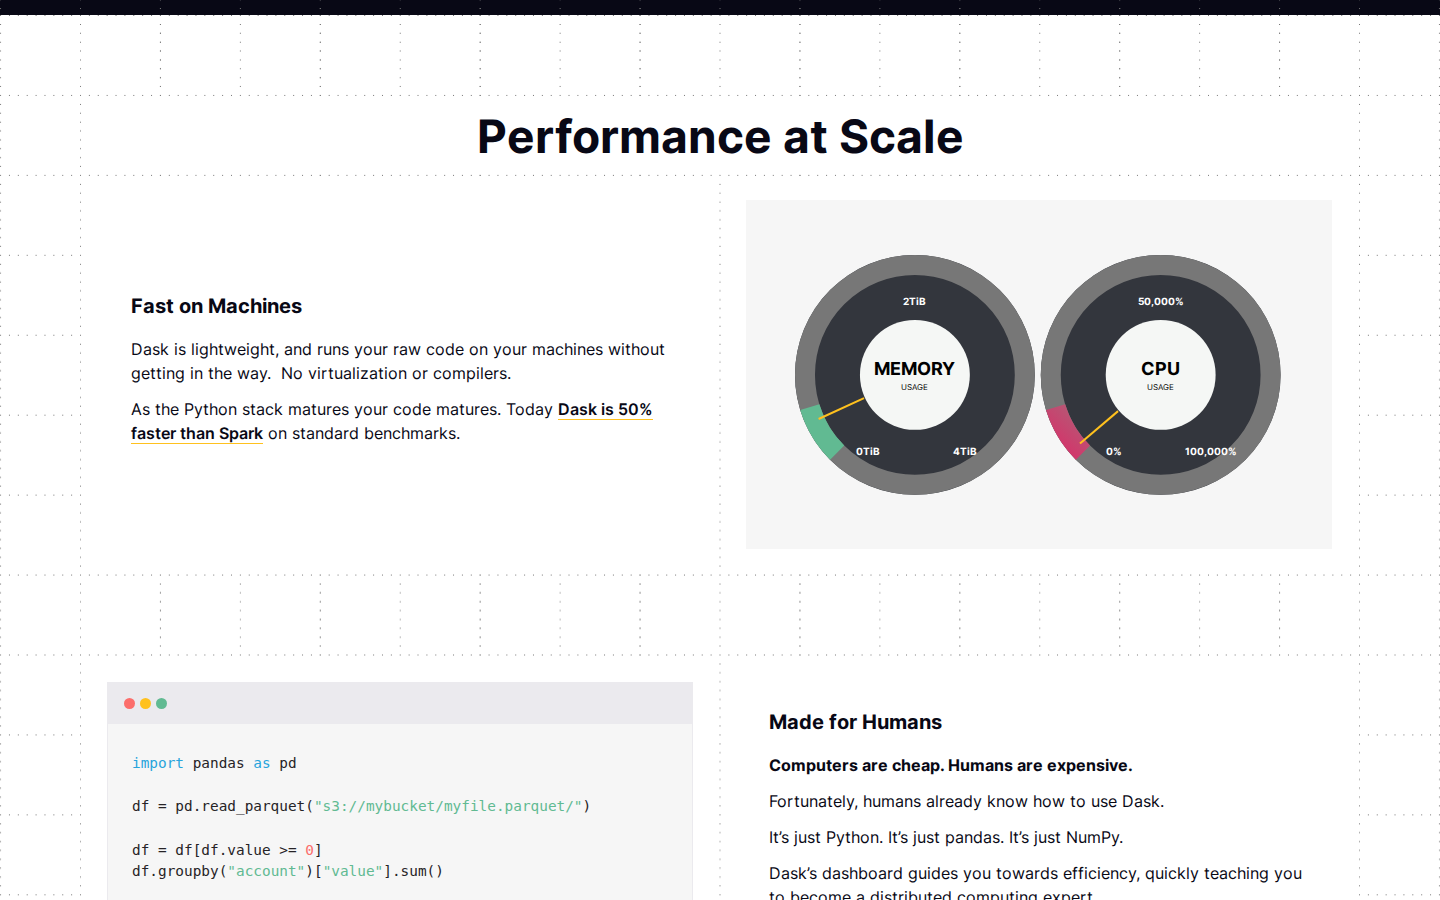 Performance at Scale
Fast on Machines
Dask is lightweight, and runs your raw code on your machines without
getting in the way.  No virtualization or compilers.
As the Python stack matures your code matures. Today Dask is 50%
faster than Spark on standard benchmarks.
2TiB
MEMORY
USAGE
0TiB
4TiB
50,000%
CPU
USAGE
0%
100,000%
import pandas as pd
df = pd.read_parquet("s3://mybucket/myfile.parquet/")
df = df[df.value >= 0]
df.groupby("account")["value"].sum()
Made for Humans
Computers are cheap. Humans are expensive.
Fortunately, humans already know how to use Dask.
It’s just Python. It’s just pandas. It’s just NumPy.
Dask’s dashboard guides you towards efficiency, quickly teaching you
to become a distributed computing expert.